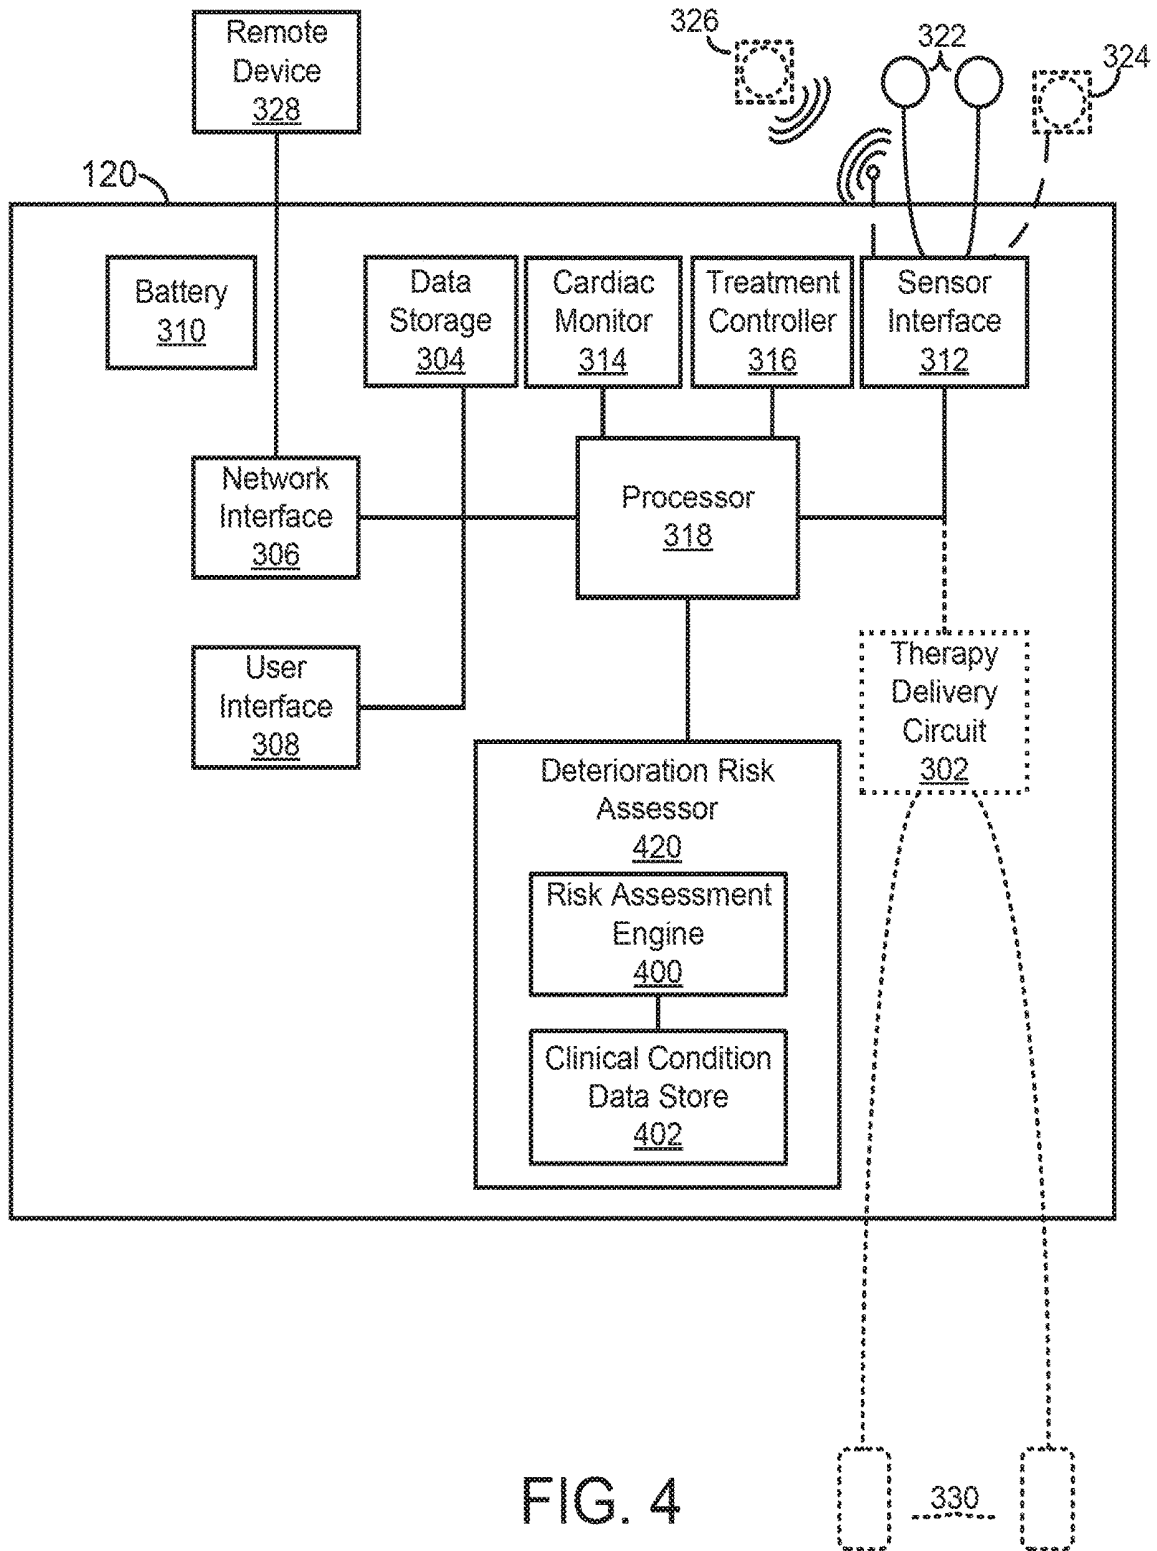 Remote
Device
328
326
322
324
120
Battery
310
Data
Storage
304
Cardiac
Monitor
314
Treatment
Controller
316
Sensor
Interface
312
Network
Interface
306
Processor
318
User
Interface
308
Therapy
Delivery
Circuit
302
Deterioration Risk
Assessor
420
Risk Assessment
Engine
400
Clinical Condition
Data Store
402
330
FIG. 4